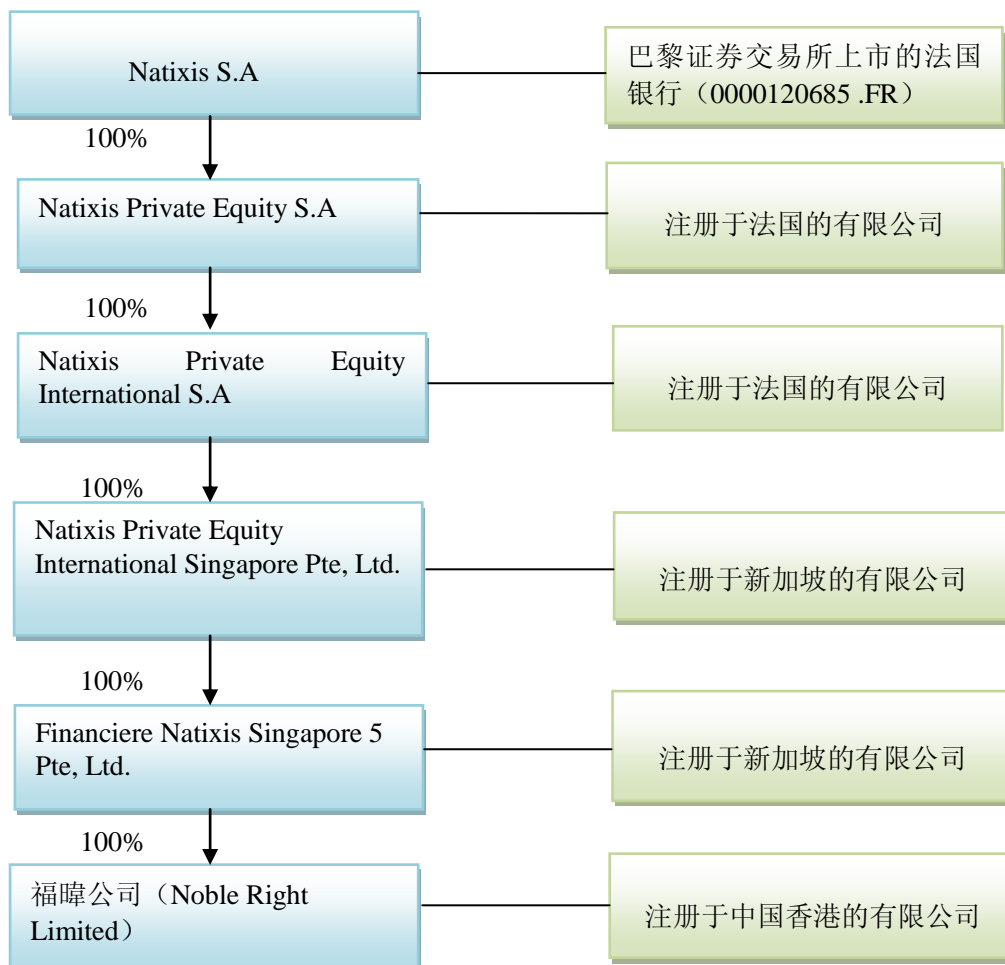 Natixis S.A
巴黎证券交易所上市的法国
银行（0000120685 .FR）
100%
Natixis Private Equity S.A
注册于法国的有限公司
100%
Natixis Private Equity
International S.A
注册于法国的有限公司
100%
Natixis Private Equity
International Singapore Pte, Ltd.
注册于新加坡的有限公司
100%
Financiere Natixis Singapore 5
Pte, Ltd.
注册于新加坡的有限公司
100%
福暐公司（Noble Right
Limited）
注册于中国香港的有限公司